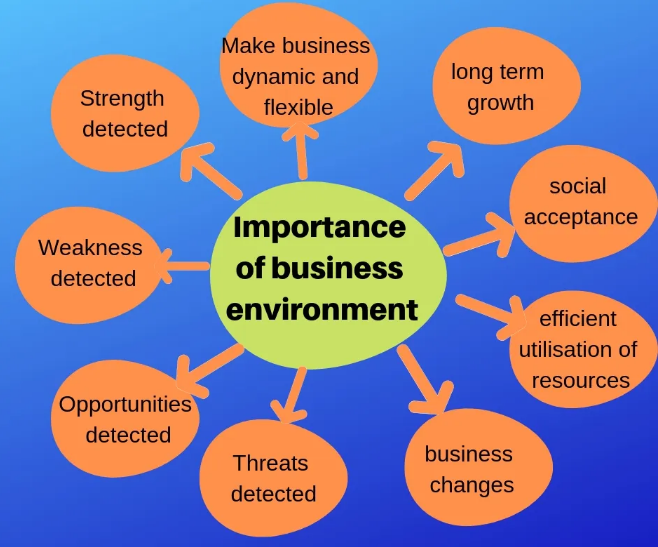 Make business
dynamic and
flexible
long term
growth
social
acceptance
efficient
utilisation of
resources
business
changes
Threats
detected
Opportunities
detected
Weakness
detected
Strength
detected
Importance
of business
environment